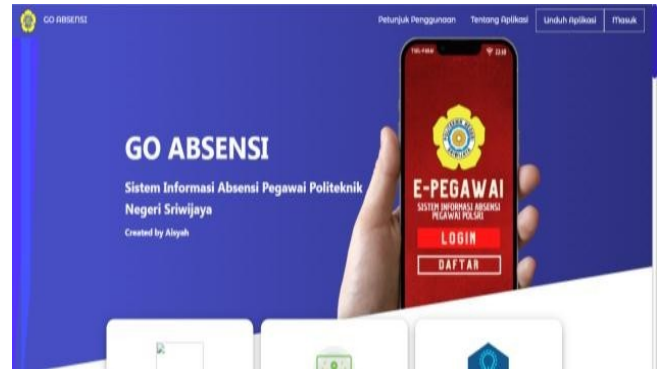 GO ABSENSI
Petunjuk Penggunaan
Tentang Aplikasi
Unduh Aplikasi
Masuk
GO ABSENSI
Sistem Informasi Absensi Pegawai Politeknik
Negeri Sriwijaya
Created by Aisyah
E-PEGAWAI
SISTEM INFORMASI ABSENSI
PEGAWAI POLSRI
LOGIN
DAFTAR